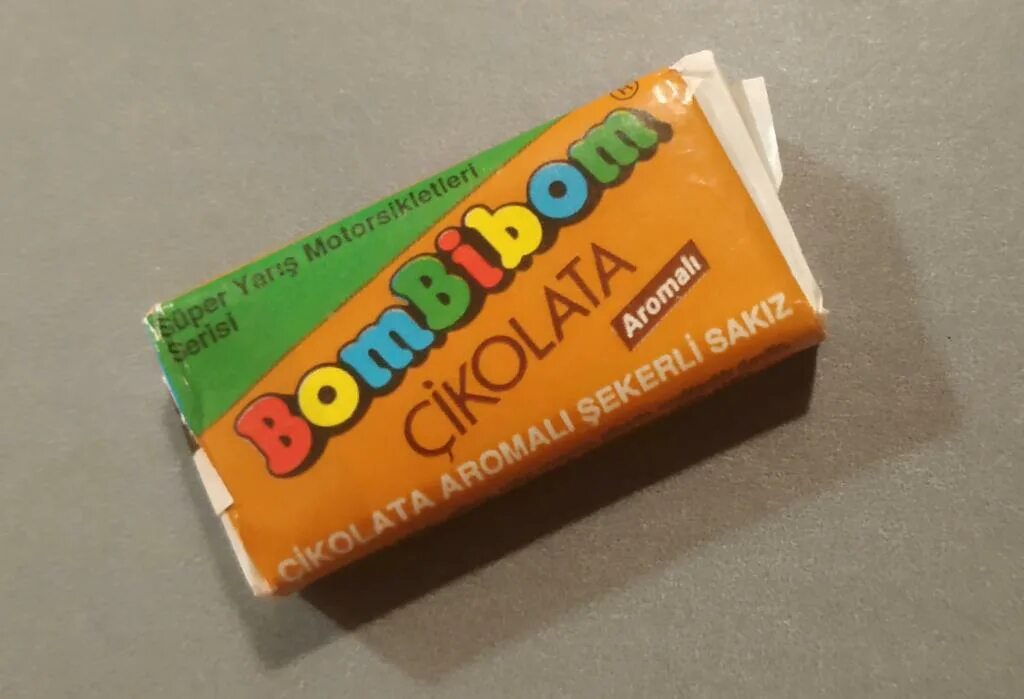 Süper Yarış Motorsikletleri
Serisi
BomBibom ®
ÇİKOLATA
Aromalı
ÇİKOLATA AROMALI ŞEKERLİ SAKIZ